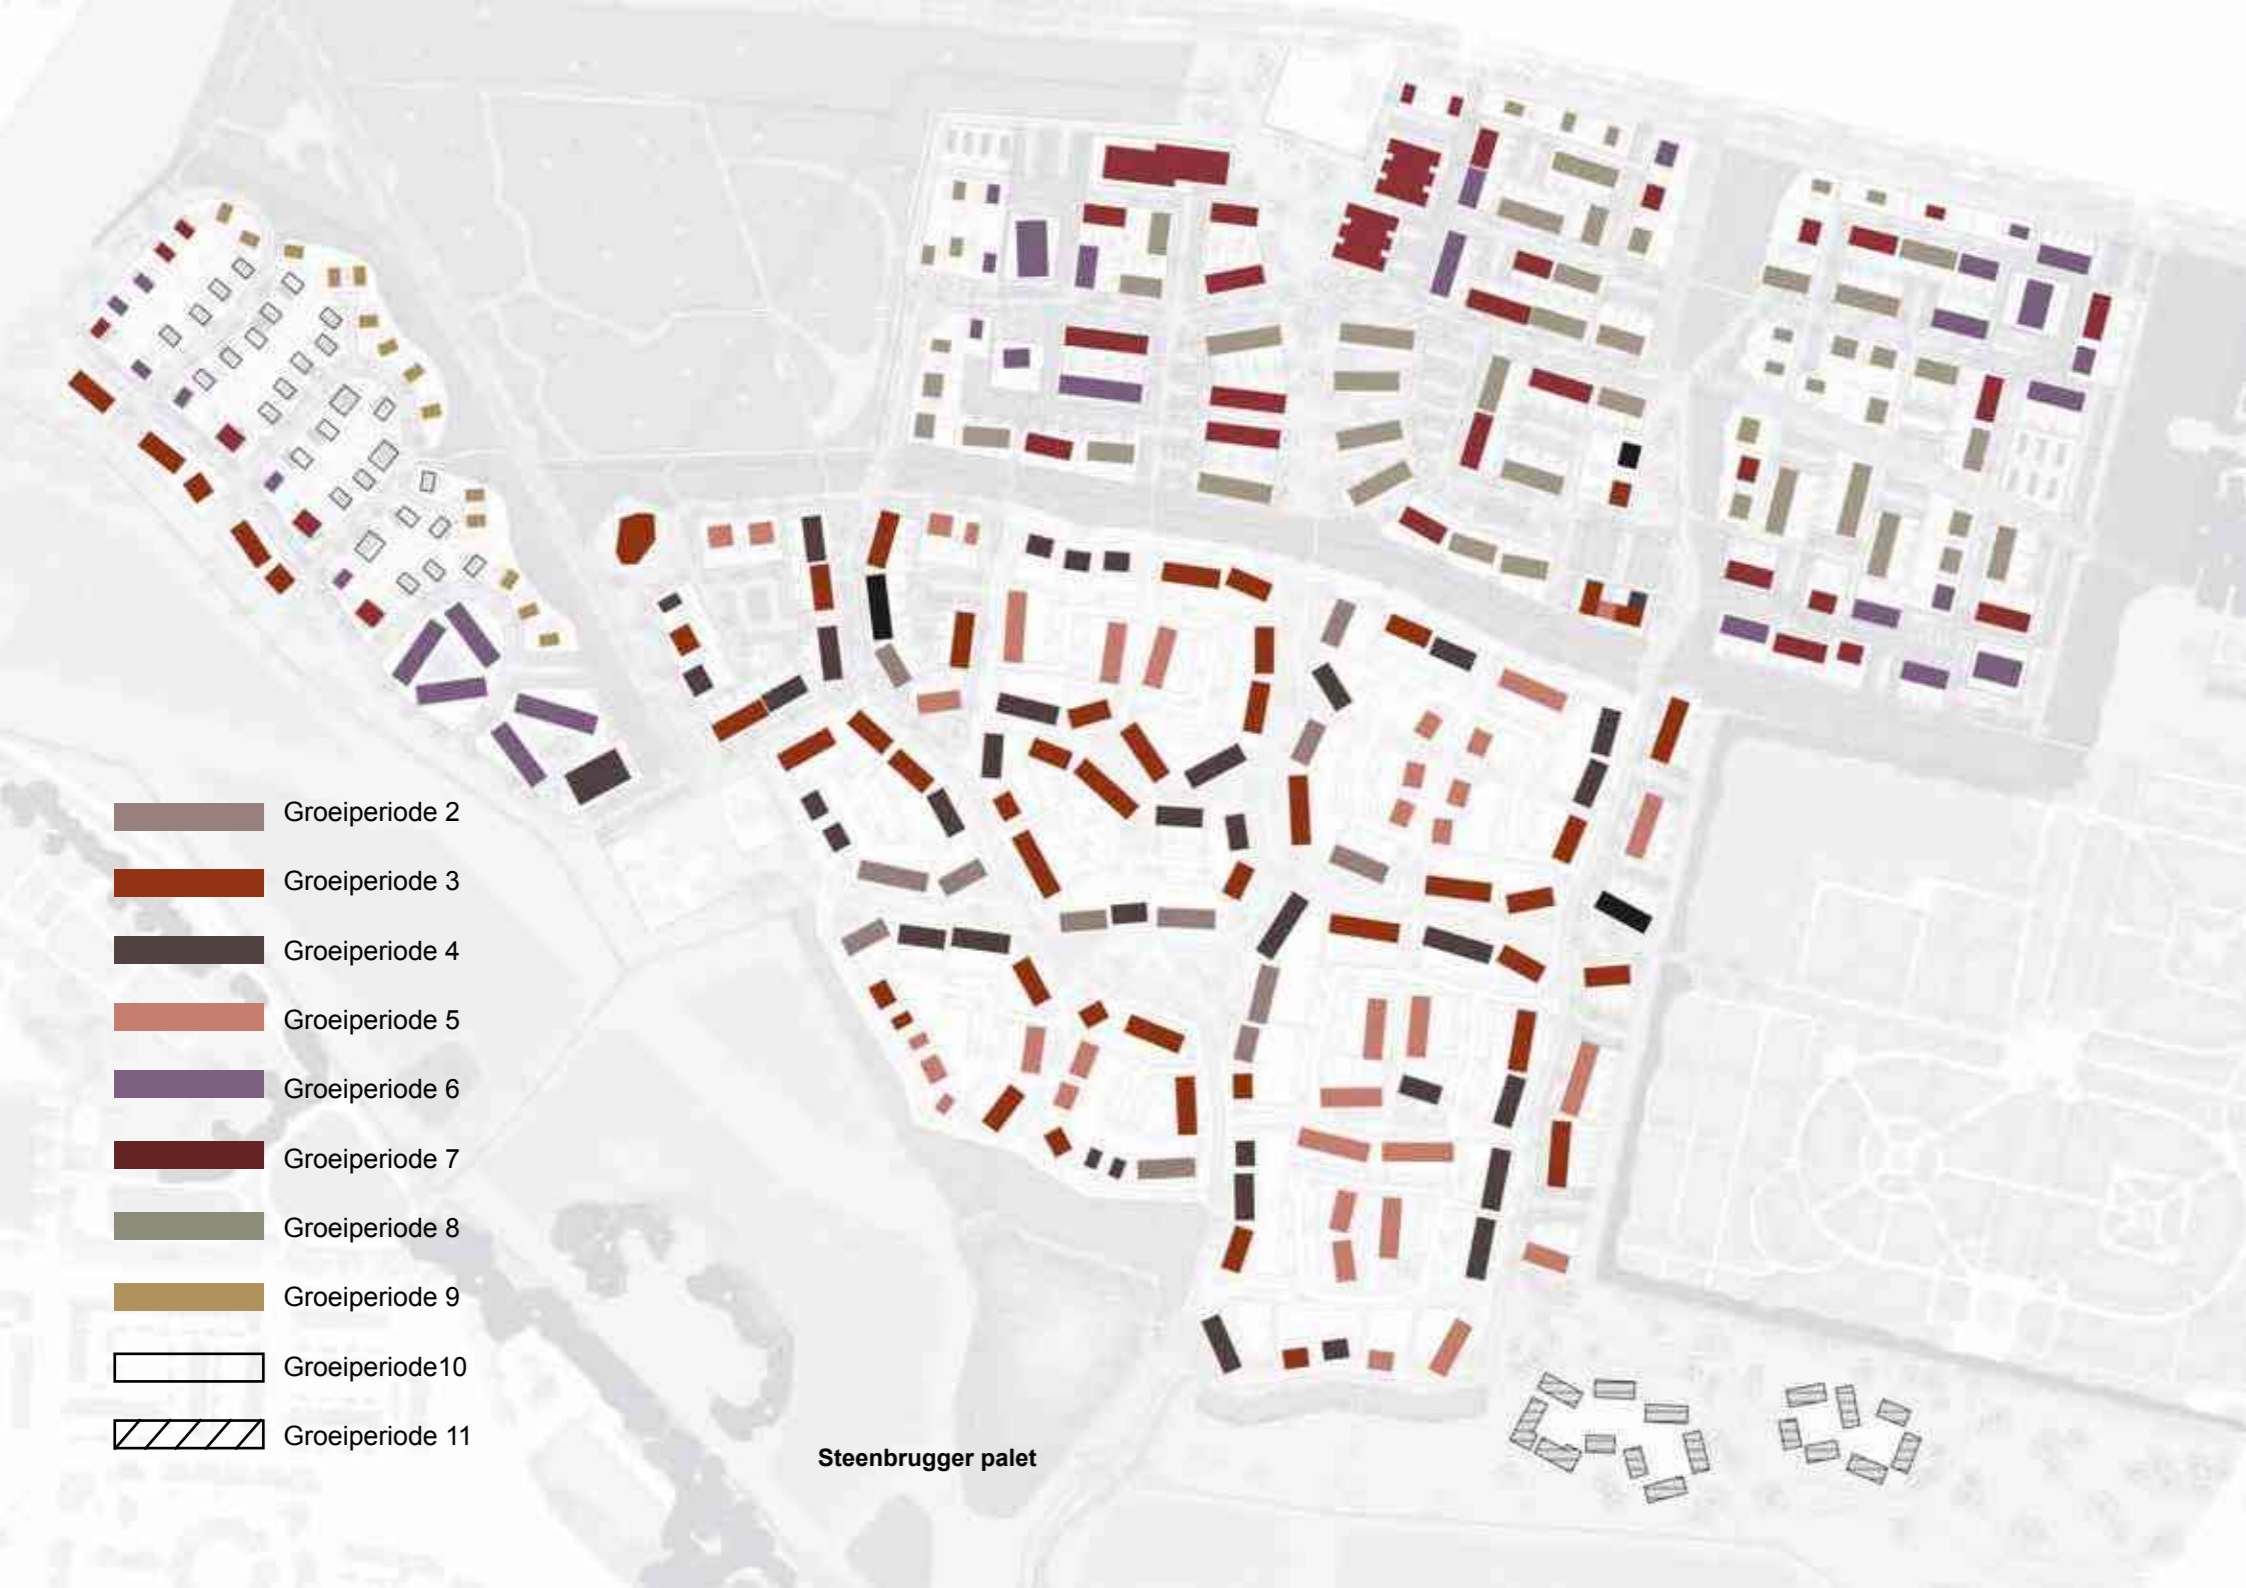 Groeiperiode 2
Groeiperiode 3
Groeiperiode 4
Groeiperiode 5
Groeiperiode 6
Groeiperiode 7
Groeiperiode 8
Groeiperiode 9
Groeiperiode10
Groeiperiode 11
Steenbrugger palet